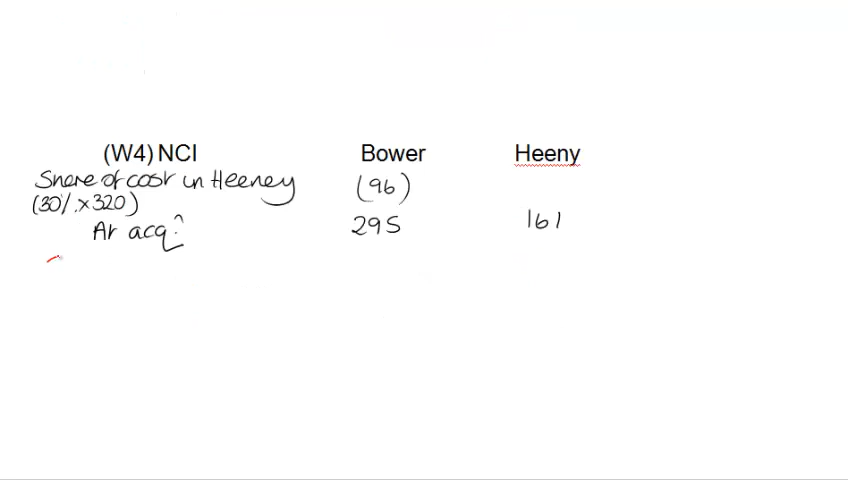 (W4) NCI Bower Heeny
Share of cost in Heeney (96)
(30% x 320)
At acq? 295 161